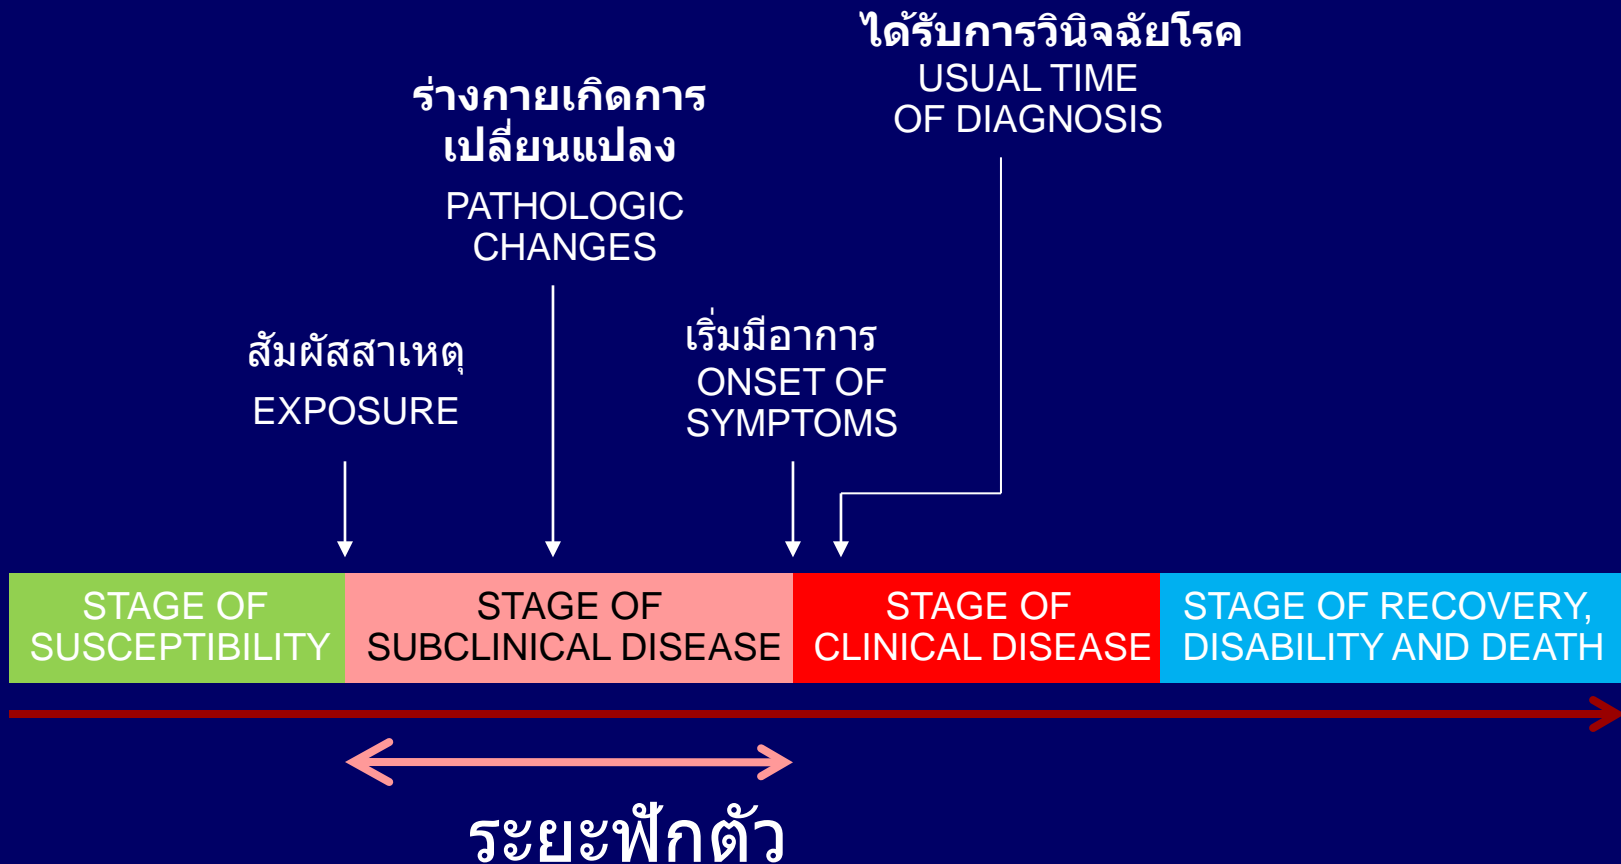 ได้รับการวินิจฉัยโรค
USUAL TIME
OF DIAGNOSIS
ร่างกายเกิดการ
เปลี่ยนแปลง
PATHOLOGIC
CHANGES
สัมผัสสาเหตุ
EXPOSURE
เริ่มมีอาการ
ONSET OF
SYMPTOMS
STAGE OF
SUSCEPTIBILITY
STAGE OF
SUBCLINICAL DISEASE
STAGE OF
CLINICAL DISEASE
STAGE OF RECOVERY,
DISABILITY AND DEATH
ระยะฟักตัว